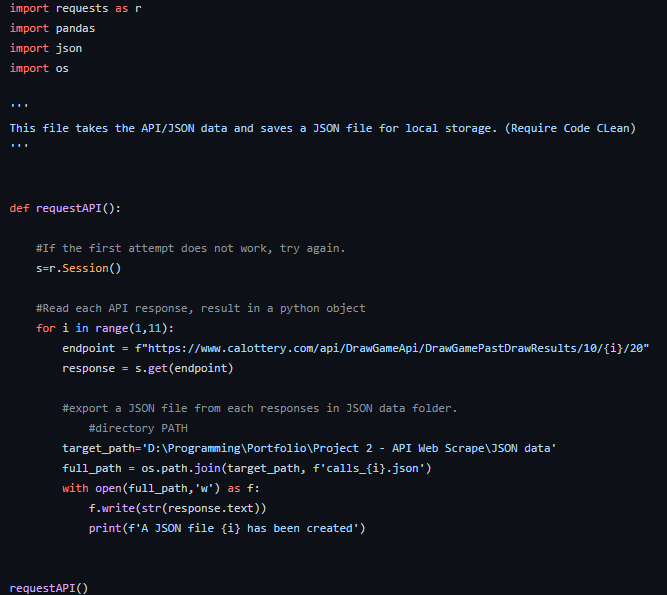 import requests as r
import pandas
import json
import os
'''
This file takes the API/JSON data and saves a JSON file for local storage. (Require Code CLean)
'''
def requestAPI():
#If the first attempt does not work, try again.
s=r.Session()
#Read each API response, result in a python object
for i in range(1,11):
endpoint = f"https://www.calottery.com/api/DrawGameApi/DrawGamePastDrawResults/10/{i}/20"
response = s.get(endpoint)
#export a JSON file from each responses in JSON data folder.
#directory PATH
target_path='D:\Programming\Portfolio\Project 2 - API Web Scrape\JSON data'
full_path = os.path.join(target_path, f'calls_{i}.json')
with open(full_path,'w') as f:
f.write(str(response.text))
print(f'A JSON file {i} has been created')
requestAPI()